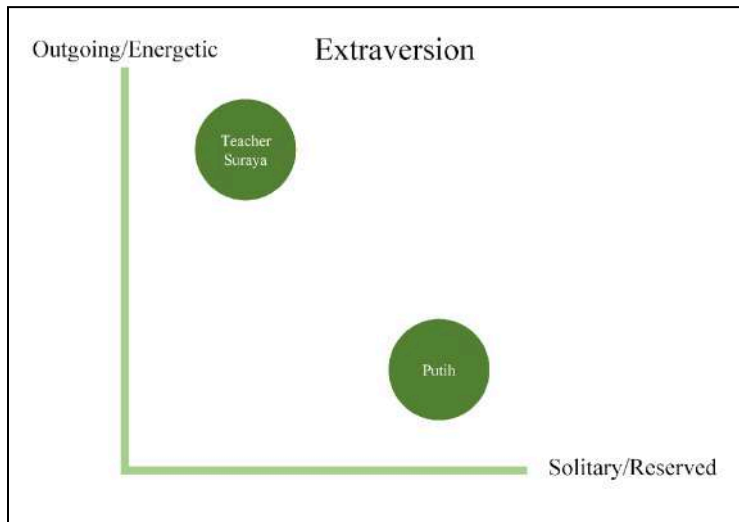 Outgoing/Energetic
Extraversion
Teacher
Suraya
Putih
Solitary/Reserved